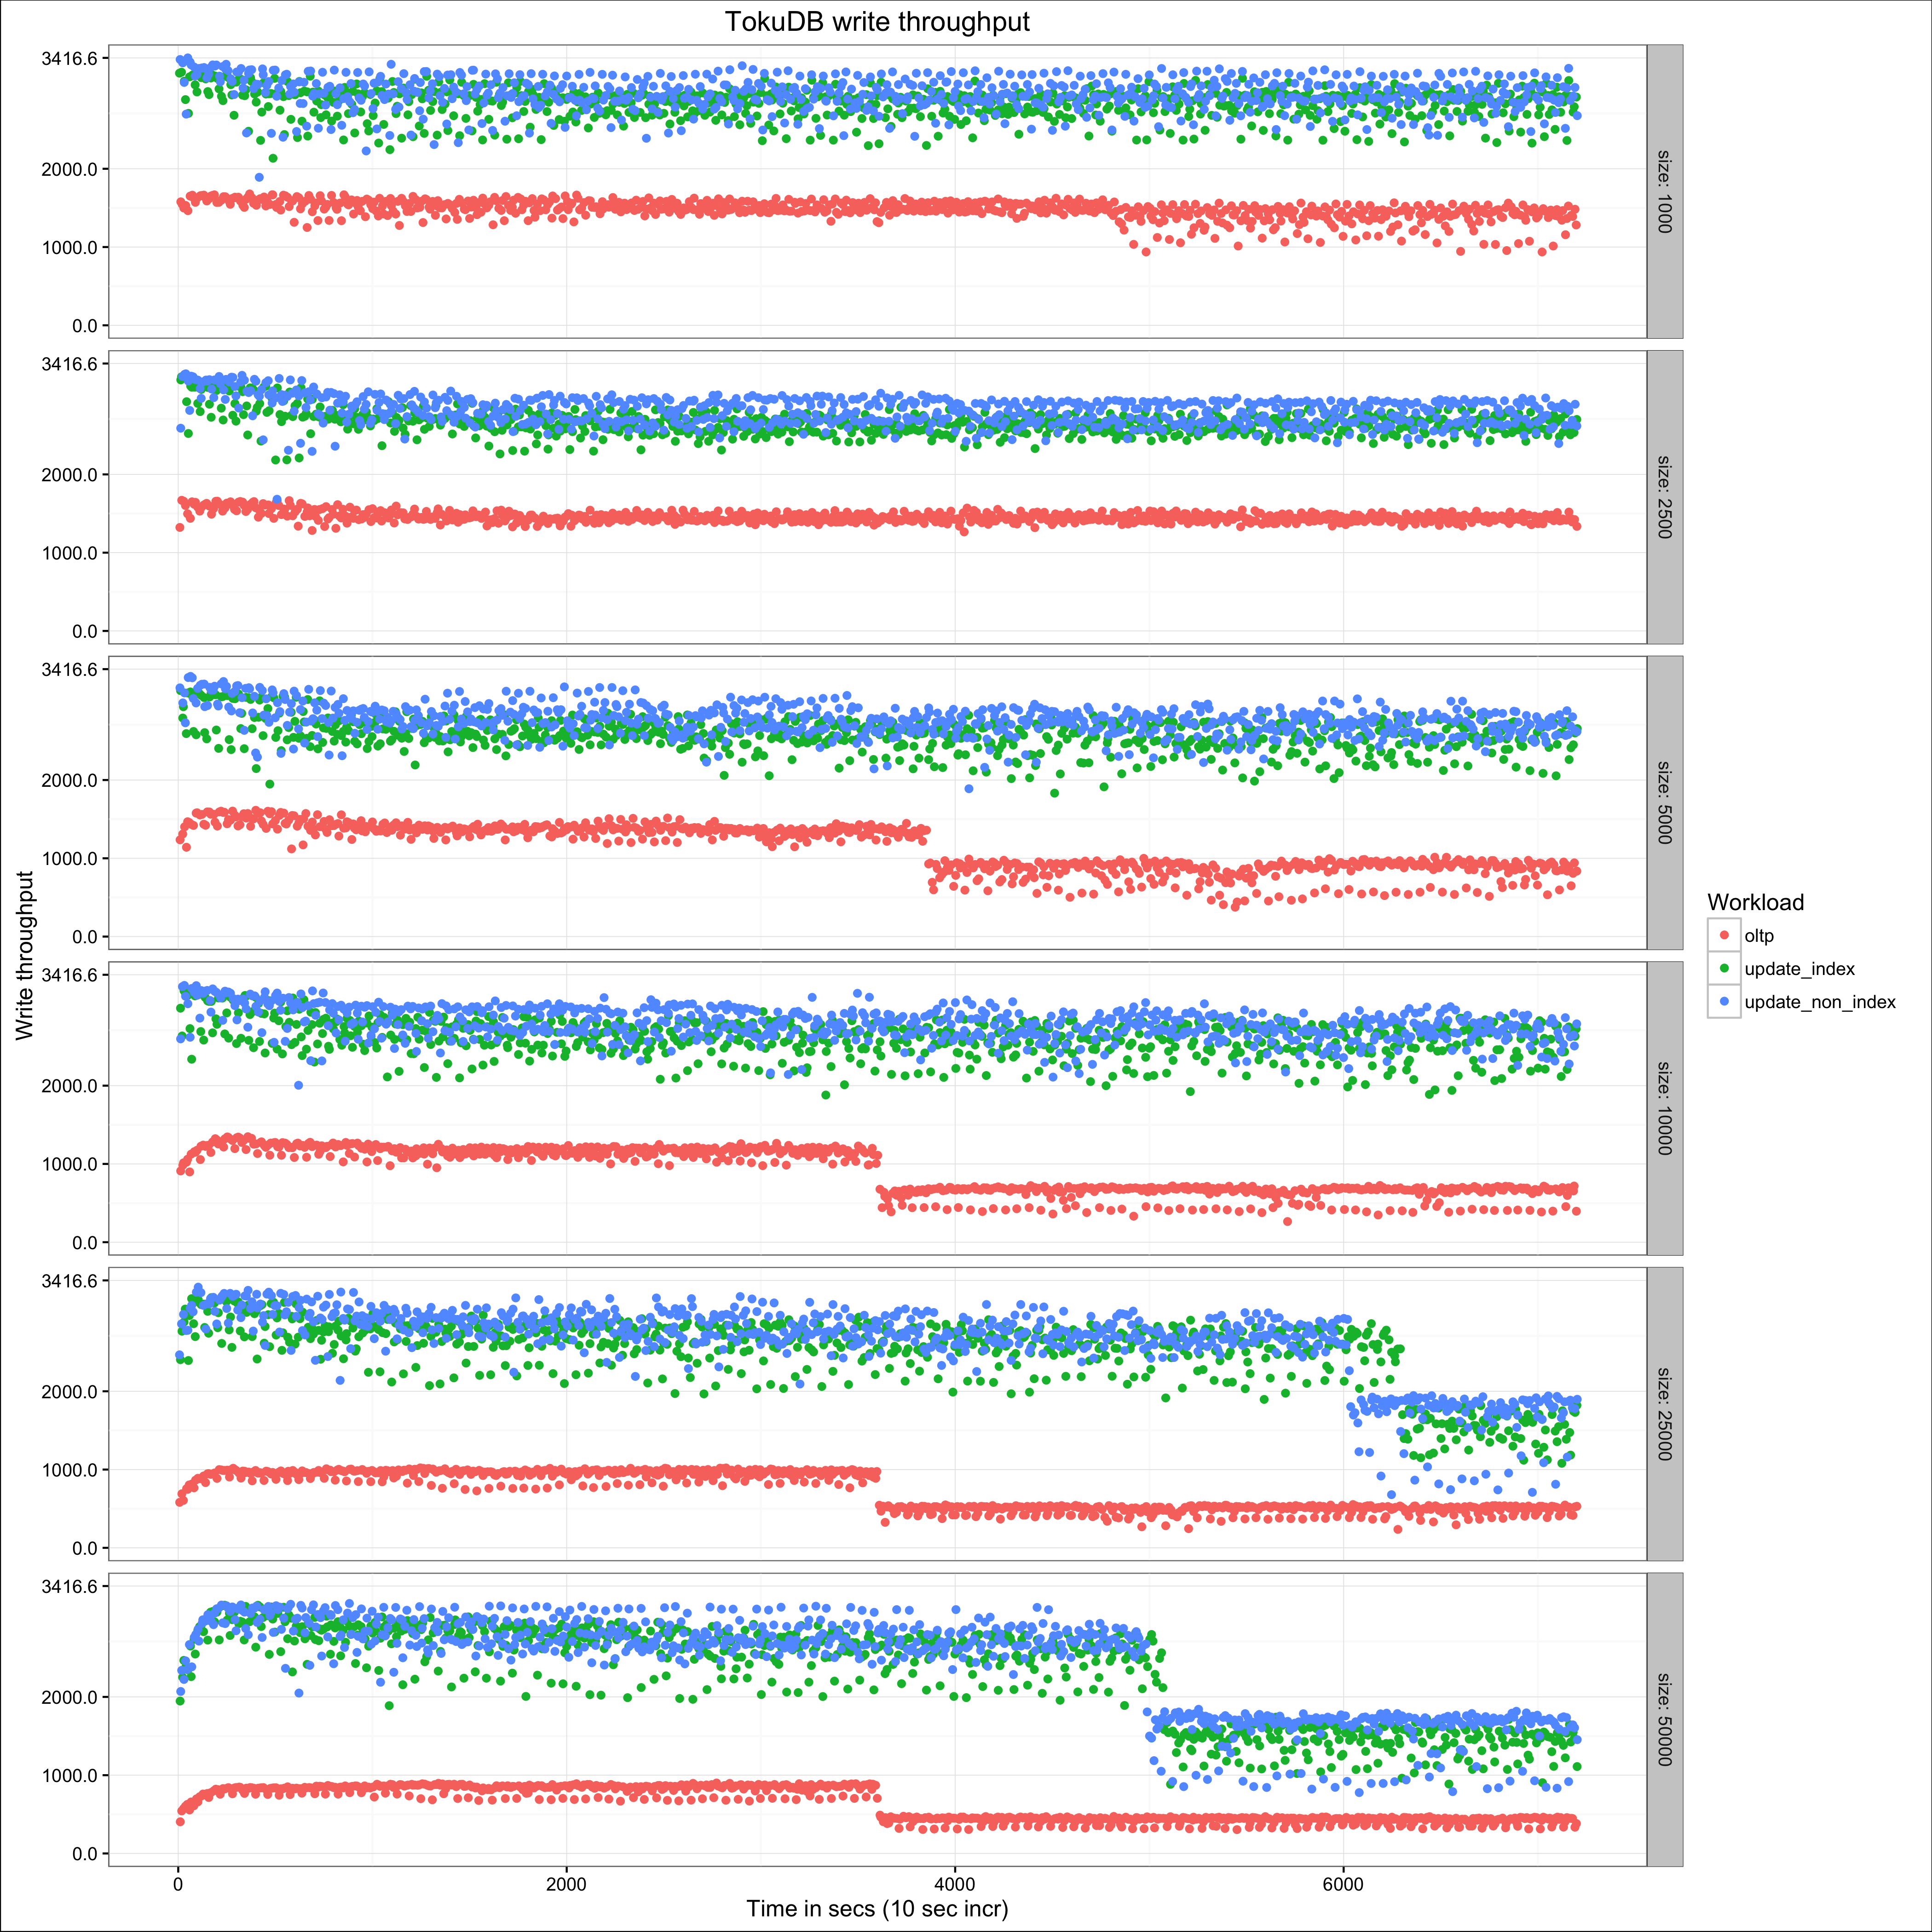 TokuDB write throughput
Write throughput
3416.6
2000.0
1000.0
0.0
size: 1000
3416.6
2000.0
1000.0
0.0
size: 2500
3416.6
2000.0
1000.0
0.0
size: 5000
3416.6
2000.0
1000.0
0.0
size: 10000
3416.6
2000.0
1000.0
0.0
size: 25000
3416.6
2000.0
1000.0
0.0
size: 50000
0 2000 4000 6000
Time in secs (10 sec incr)
Workload
oltp
update_index
update_non_index